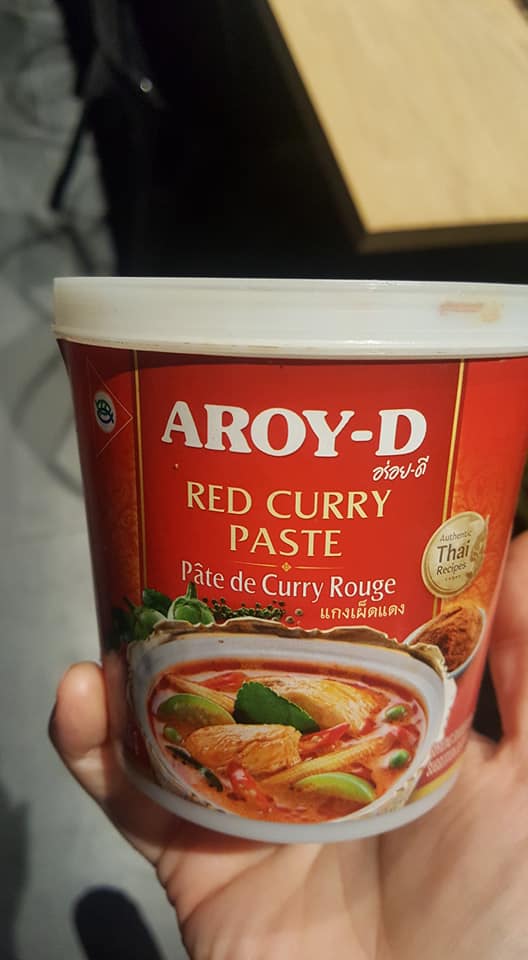 AROY-D
อร่อย-ดี
RED CURRY
PASTE
Pâte de Curry Rouge
แกงเผ็ดแดง
Authentic
Thai
Recipes